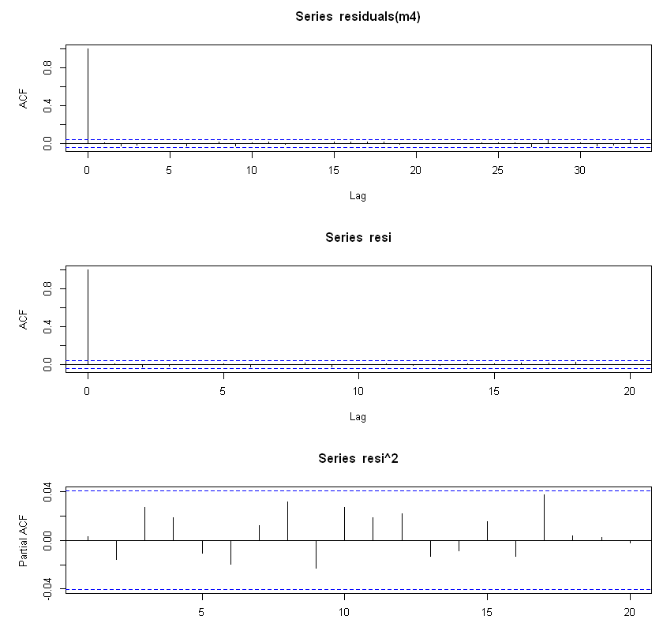 Series residuals(m4)
ACF
0.8
0.4
0.0
0 5 10 15 20 25 30
Lag
Series resi
ACF
0.8
0.4
0.0
0 5 10 15 20
Lag
Series resi^2
Partial ACF
0.04
0.00
-0.04
5 10 15 20